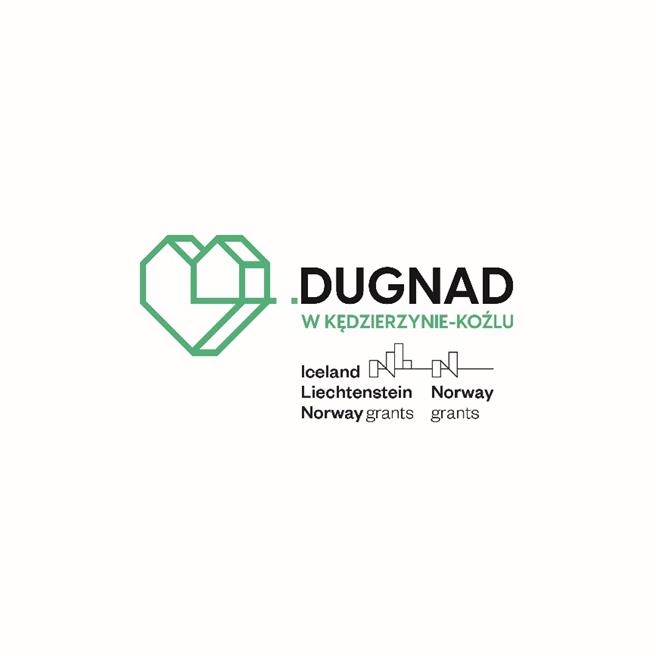 DUGNAD
W KĘDZIERZYNIE-KOŹLU
Iceland
Liechtenstein
Norway grants
Norway
grants